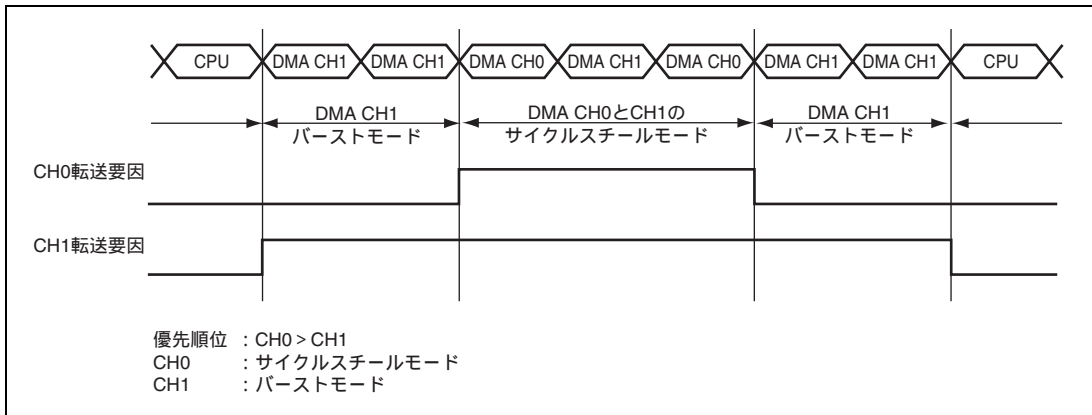 CPU DMA CH1 DMA CH1 DMA CH0 DMA CH1 DMA CH0 DMA CH1 DMA CH1 CPU
DMA CH1 DMA CH0とCH1の DMA CH1
バーストモード サイクルスチールモード バーストモード
CH0転送要因
CH1転送要因
優先順位 : CH0 > CH1
CH0 : サイクルスチールモード
CH1 : バーストモード